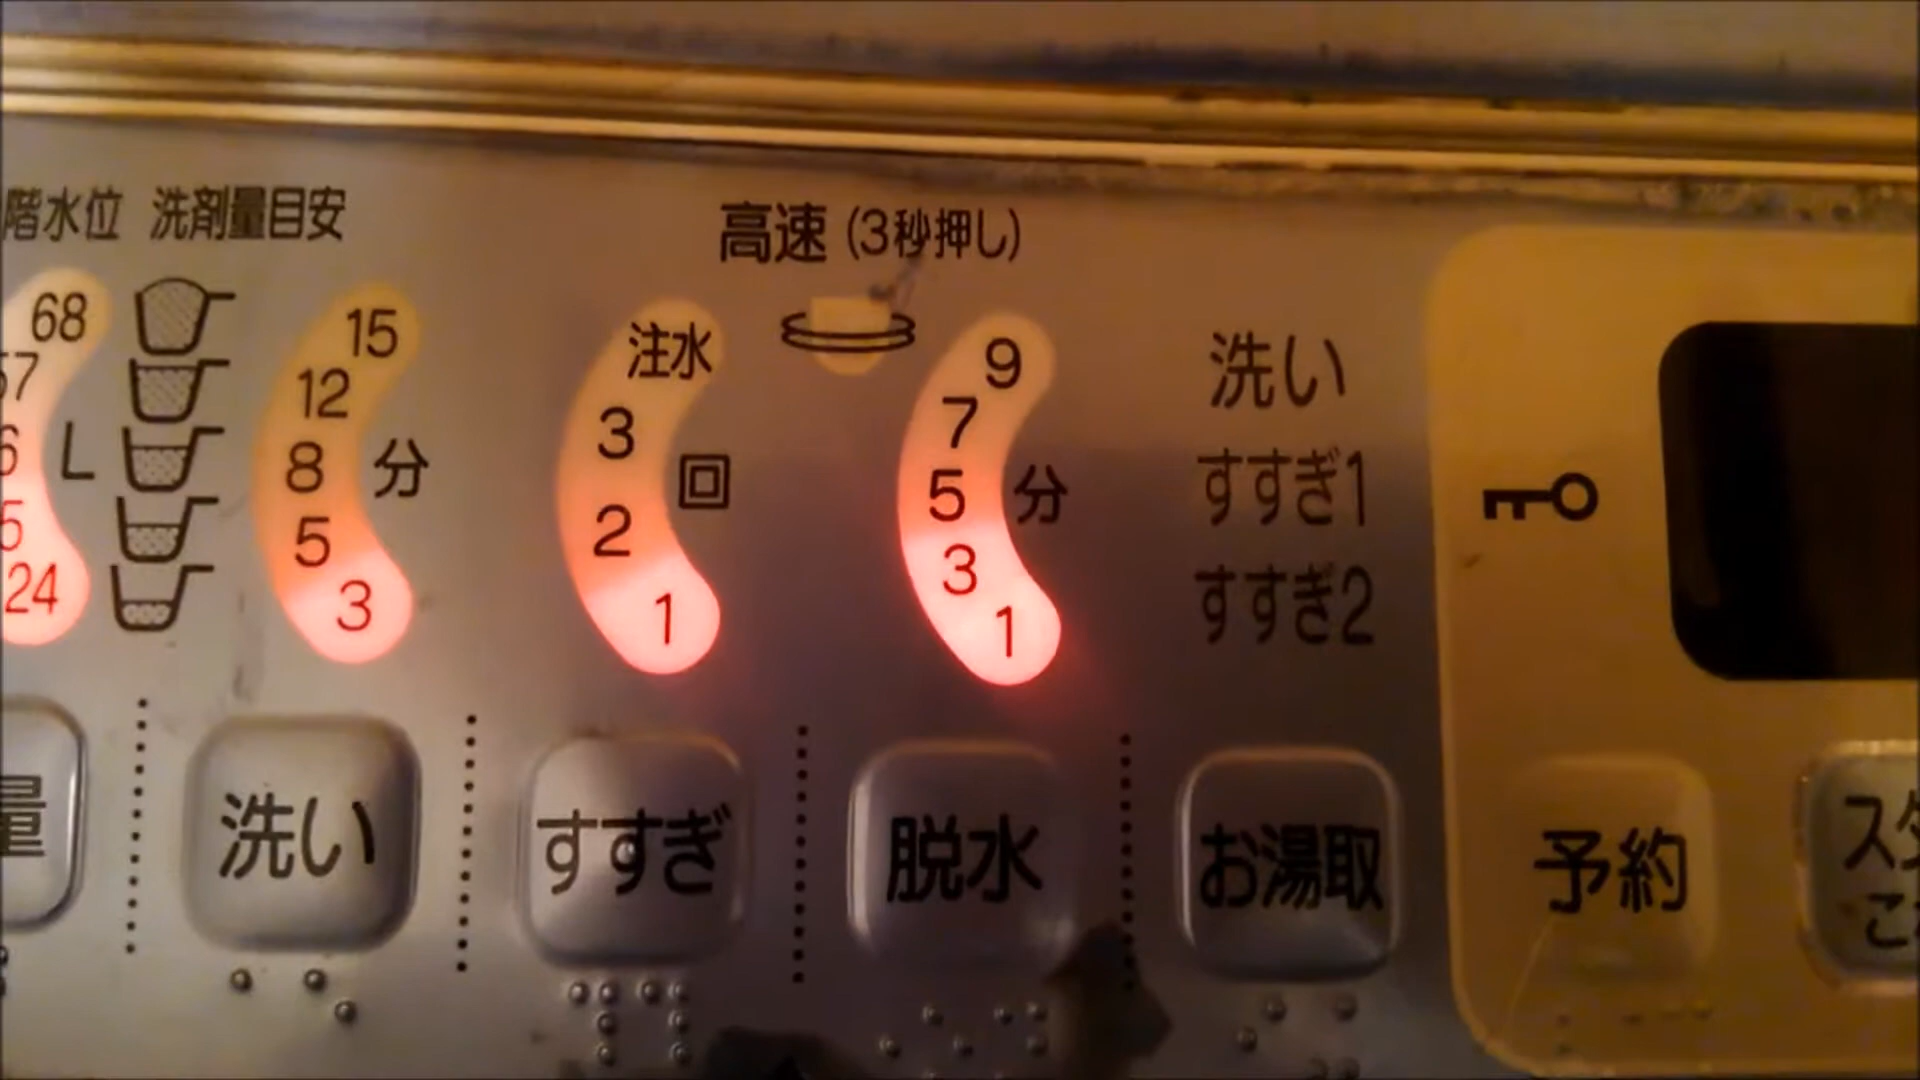 階水位 洗剤量目安
高速 (3秒押し)
68
57
6
5
24
L
15
12
8
5
3
分
注水
3
2
1
回
9
7
5
3
1
分
洗い
すすぎ1
すすぎ2
量
洗い
すすぎ
脱水
お湯取
予約
スタ